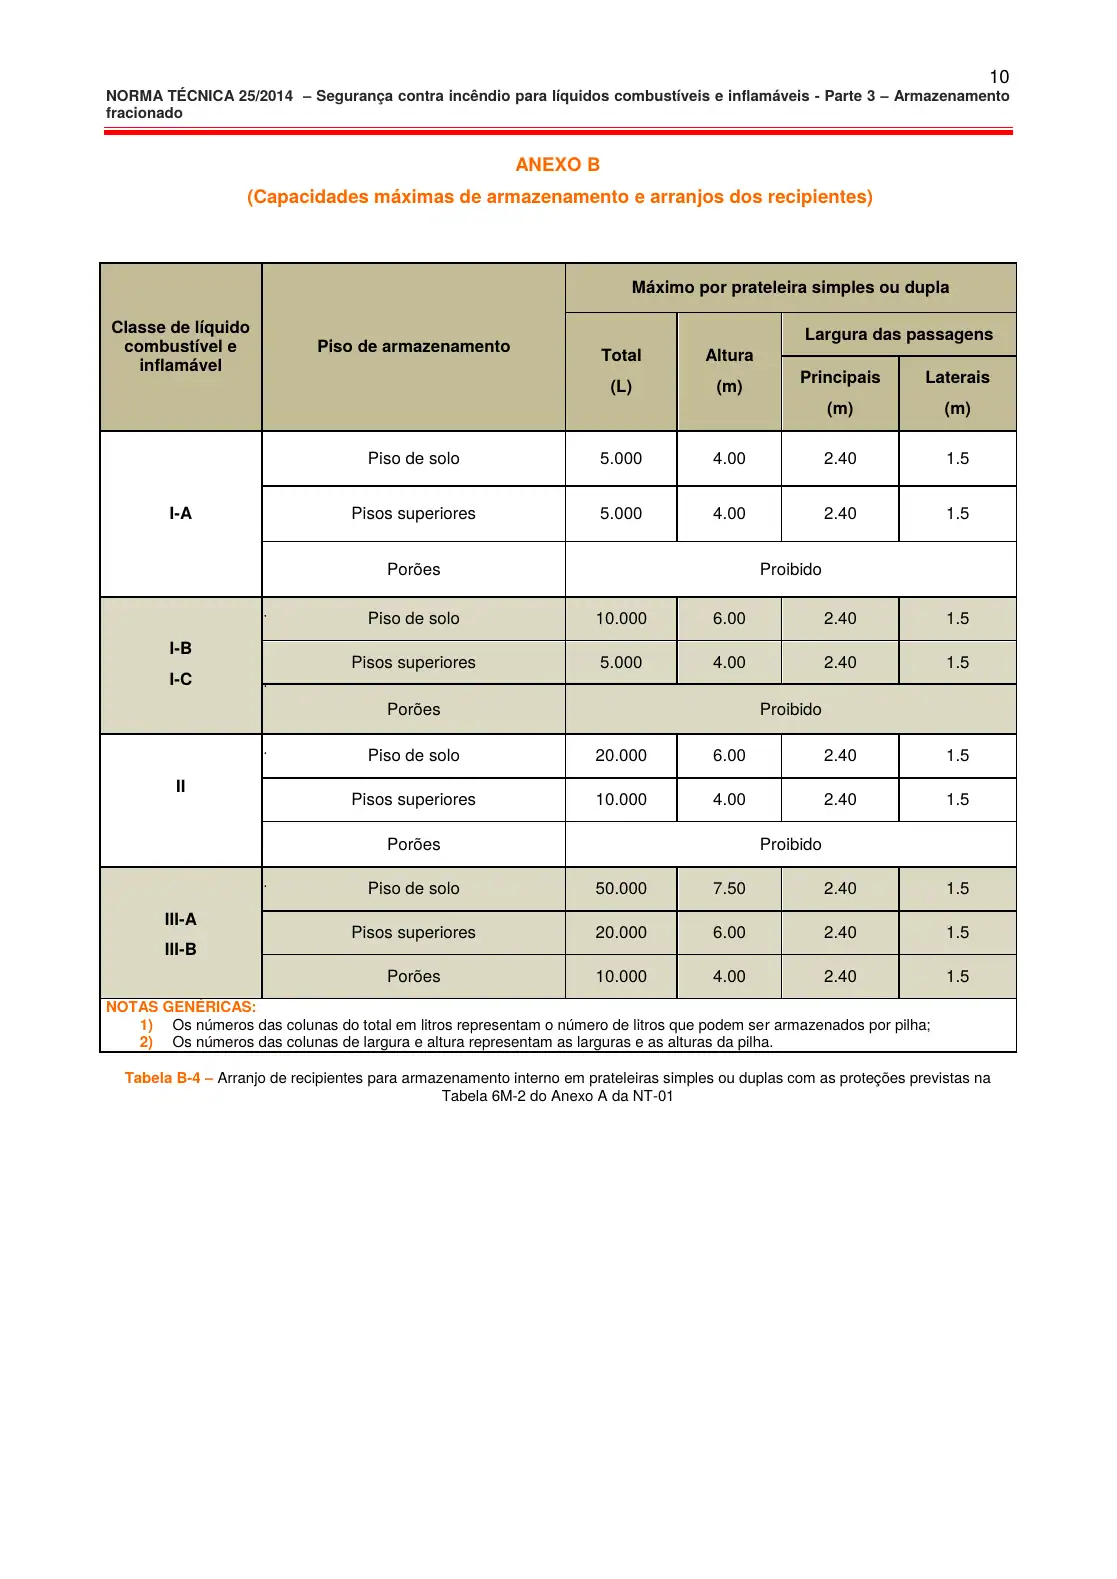 10
NORMA TÉCNICA 25/2014 – Segurança contra incêndio para líquidos combustíveis e inflamáveis - Parte 3 – Armazenamento
fracionado
ANEXO B
(Capacidades máximas de armazenamento e arranjos dos recipientes)
Classe de líquido
combustível e
inflamável
Piso de armazenamento
Máximo por prateleira simples ou dupla
Total
(L)
Altura
(m)
Largura das passagens
Principais
(m)
Laterais
(m)
I-A
Piso de solo 5.000 4.00 2.40 1.5
Pisos superiores 5.000 4.00 2.40 1.5
Porões Proibido
I-B
I-C
Piso de solo 10.000 6.00 2.40 1.5
Pisos superiores 5.000 4.00 2.40 1.5
Porões Proibido
II
Piso de solo 20.000 6.00 2.40 1.5
Pisos superiores 10.000 4.00 2.40 1.5
Porões Proibido
III-A
III-B
Piso de solo 50.000 7.50 2.40 1.5
Pisos superiores 20.000 6.00 2.40 1.5
Porões 10.000 4.00 2.40 1.5
NOTAS GENÉRICAS:
1) Os números das colunas do total em litros representam o número de litros que podem ser armazenados por pilha;
2) Os números das colunas de largura e altura representam as larguras e as alturas da pilha.
Tabela B-4 – Arranjo de recipientes para armazenamento interno em prateleiras simples ou duplas com as proteções previstas na
Tabela 6M-2 do Anexo A da NT-01